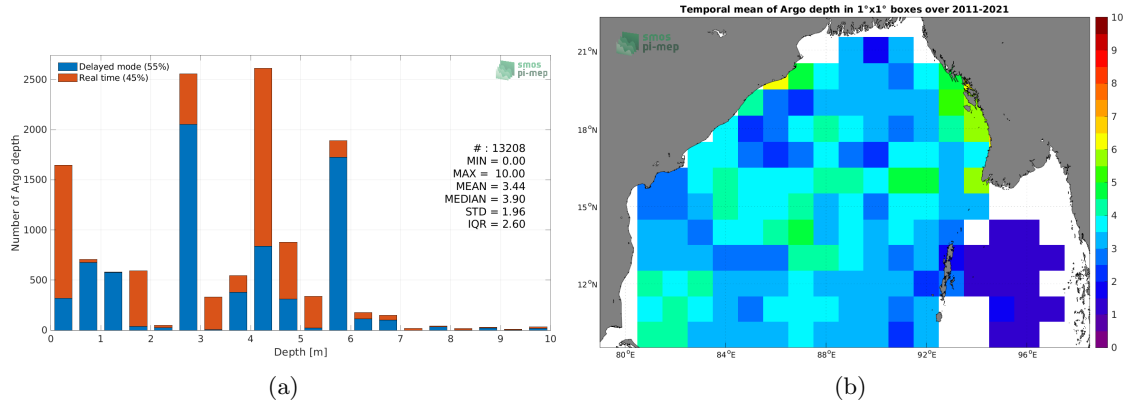 Delayed mode (55%)
Real time (45%)
smos
pi-mep
2500
2000
1500
1000
500
0
Number of Argo depth
# : 13208
MIN = 0.00
MAX = 10.00
MEAN = 3.44
MEDIAN = 3.90
STD = 1.96
IQR = 2.60
0 1 2 3 4 5 6 7 8 9 10
Depth [m]
(a)
Temporal mean of Argo depth in 1°x1° boxes over 2011-2021
smos
pi-mep
21°N
18°N
15°N
12°N
80°E 84°E 88°E 92°E 96°E
10
9
8
7
6
5
4
3
2
1
0
(b)